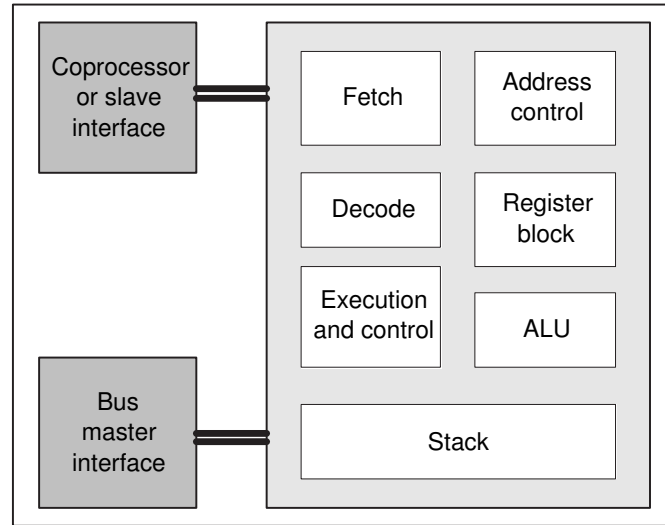 Coprocessor
or slave
interface
Fetch
Address
control
Decode
Register
block
Execution
and control
ALU
Bus
master
interface
Stack